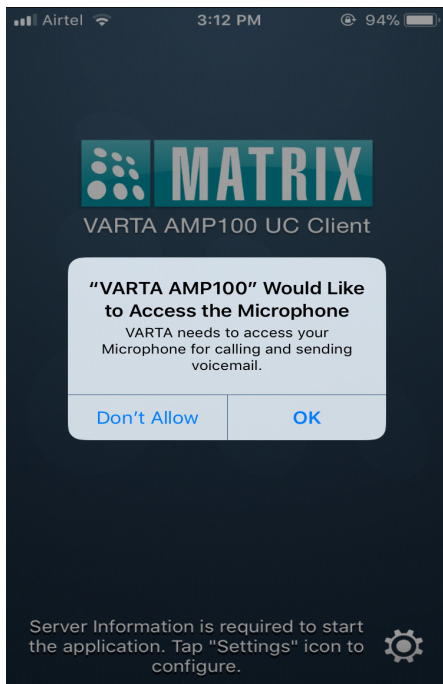 Airtel 3:12 PM 94%
MATRIX
VARTA AMP100 UC Client
“VARTA AMP100” Would Like
to Access the Microphone
VARTA needs to access your
Microphone for calling and sending
voicemail.
Don’t Allow OK
Server Information is required to start
the application. Tap "Settings" icon to
configure.